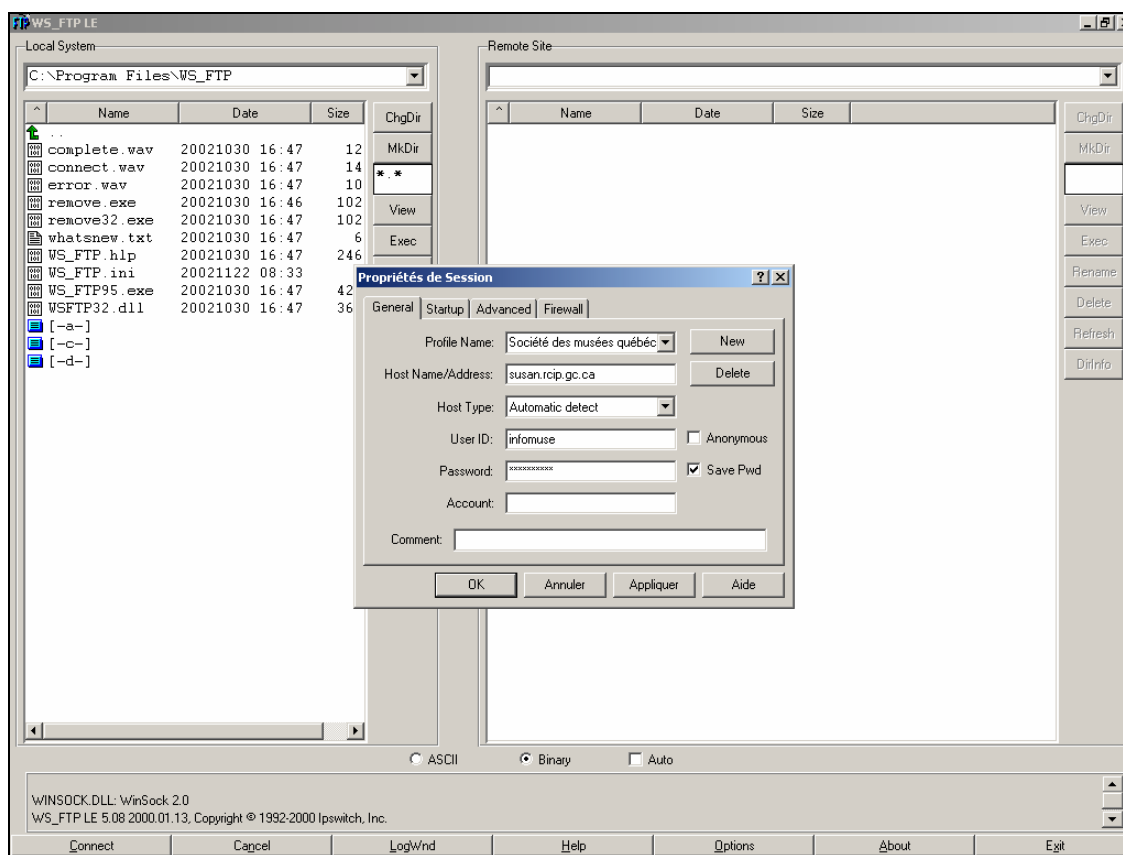 WS_FTP LE
Local System
C:\Program Files\WS_FTP
^ Name Date Size
..
complete.wav 20021030 16:47 12
connect.wav 20021030 16:47 14
error.wav 20021030 16:47 10
remove.exe 20021030 16:46 102
remove32.exe 20021030 16:47 102
whatsnew.txt 20021030 16:47 6
WS_FTP.hlp 20021030 16:47 246
WS_FTP.ini 20021122 08:33
WS_FTP95.exe 20021030 16:47 42
WSFTP32.dll 20021030 16:47 36
[-a-]
[-c-]
[-d-]
ChgDir
MkDir
*.*
View
Exec
Remote Site
^ Name Date Size
ChgDir
MkDir
View
Exec
Rename
Delete
Refresh
DirInfo
Propriétés de Session
General Startup Advanced Firewall
Profile Name: Société des musées québéc New
Host Name/Address: susan.rcip.gc.ca Delete
Host Type: Automatic detect
User ID: infomuse Anonymous
Password: ********** Save Pwd
Account:
Comment:
OK Annuler Appliquer Aide
ASCII Binary Auto
WINSOCK.DLL: WinSock 2.0
WS_FTP LE 5.08 2000.01.13, Copyright © 1992-2000 Ipswitch, Inc.
Connect Cancel LogWnd Help Options About Exit